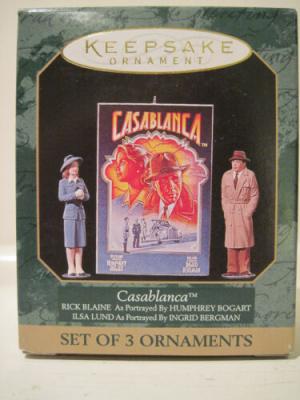 KEEPSAKE
ORNAMENT
CASABLANCA™
Casablanca™
RICK BLAINE As Portrayed By HUMPHREY BOGART
ILSA LUND As Portrayed By INGRID BERGMAN
SET OF 3 ORNAMENTS